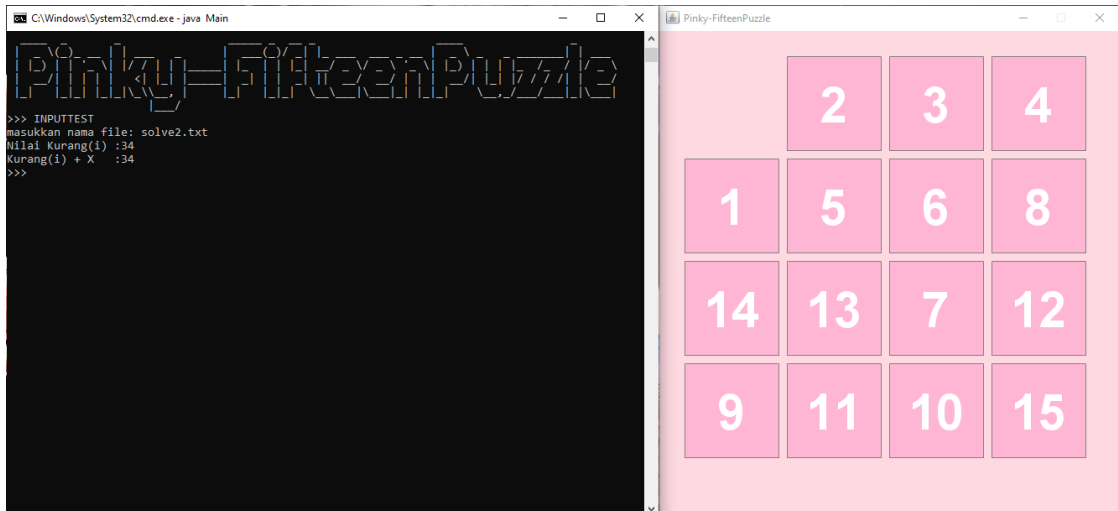 C:\Windows\System32\cmd.exe - java Main
Pinky-FifteenPuzzle
>>> INPUTTEST
masukkan nama file: solve2.txt
Nilai Kurang(i) :34
Kurang(i) + X   :34
>>>
Pinky-FifteenPuzzle
2 3 4
1 5 6 8
14 13 7 12
9 11 10 15